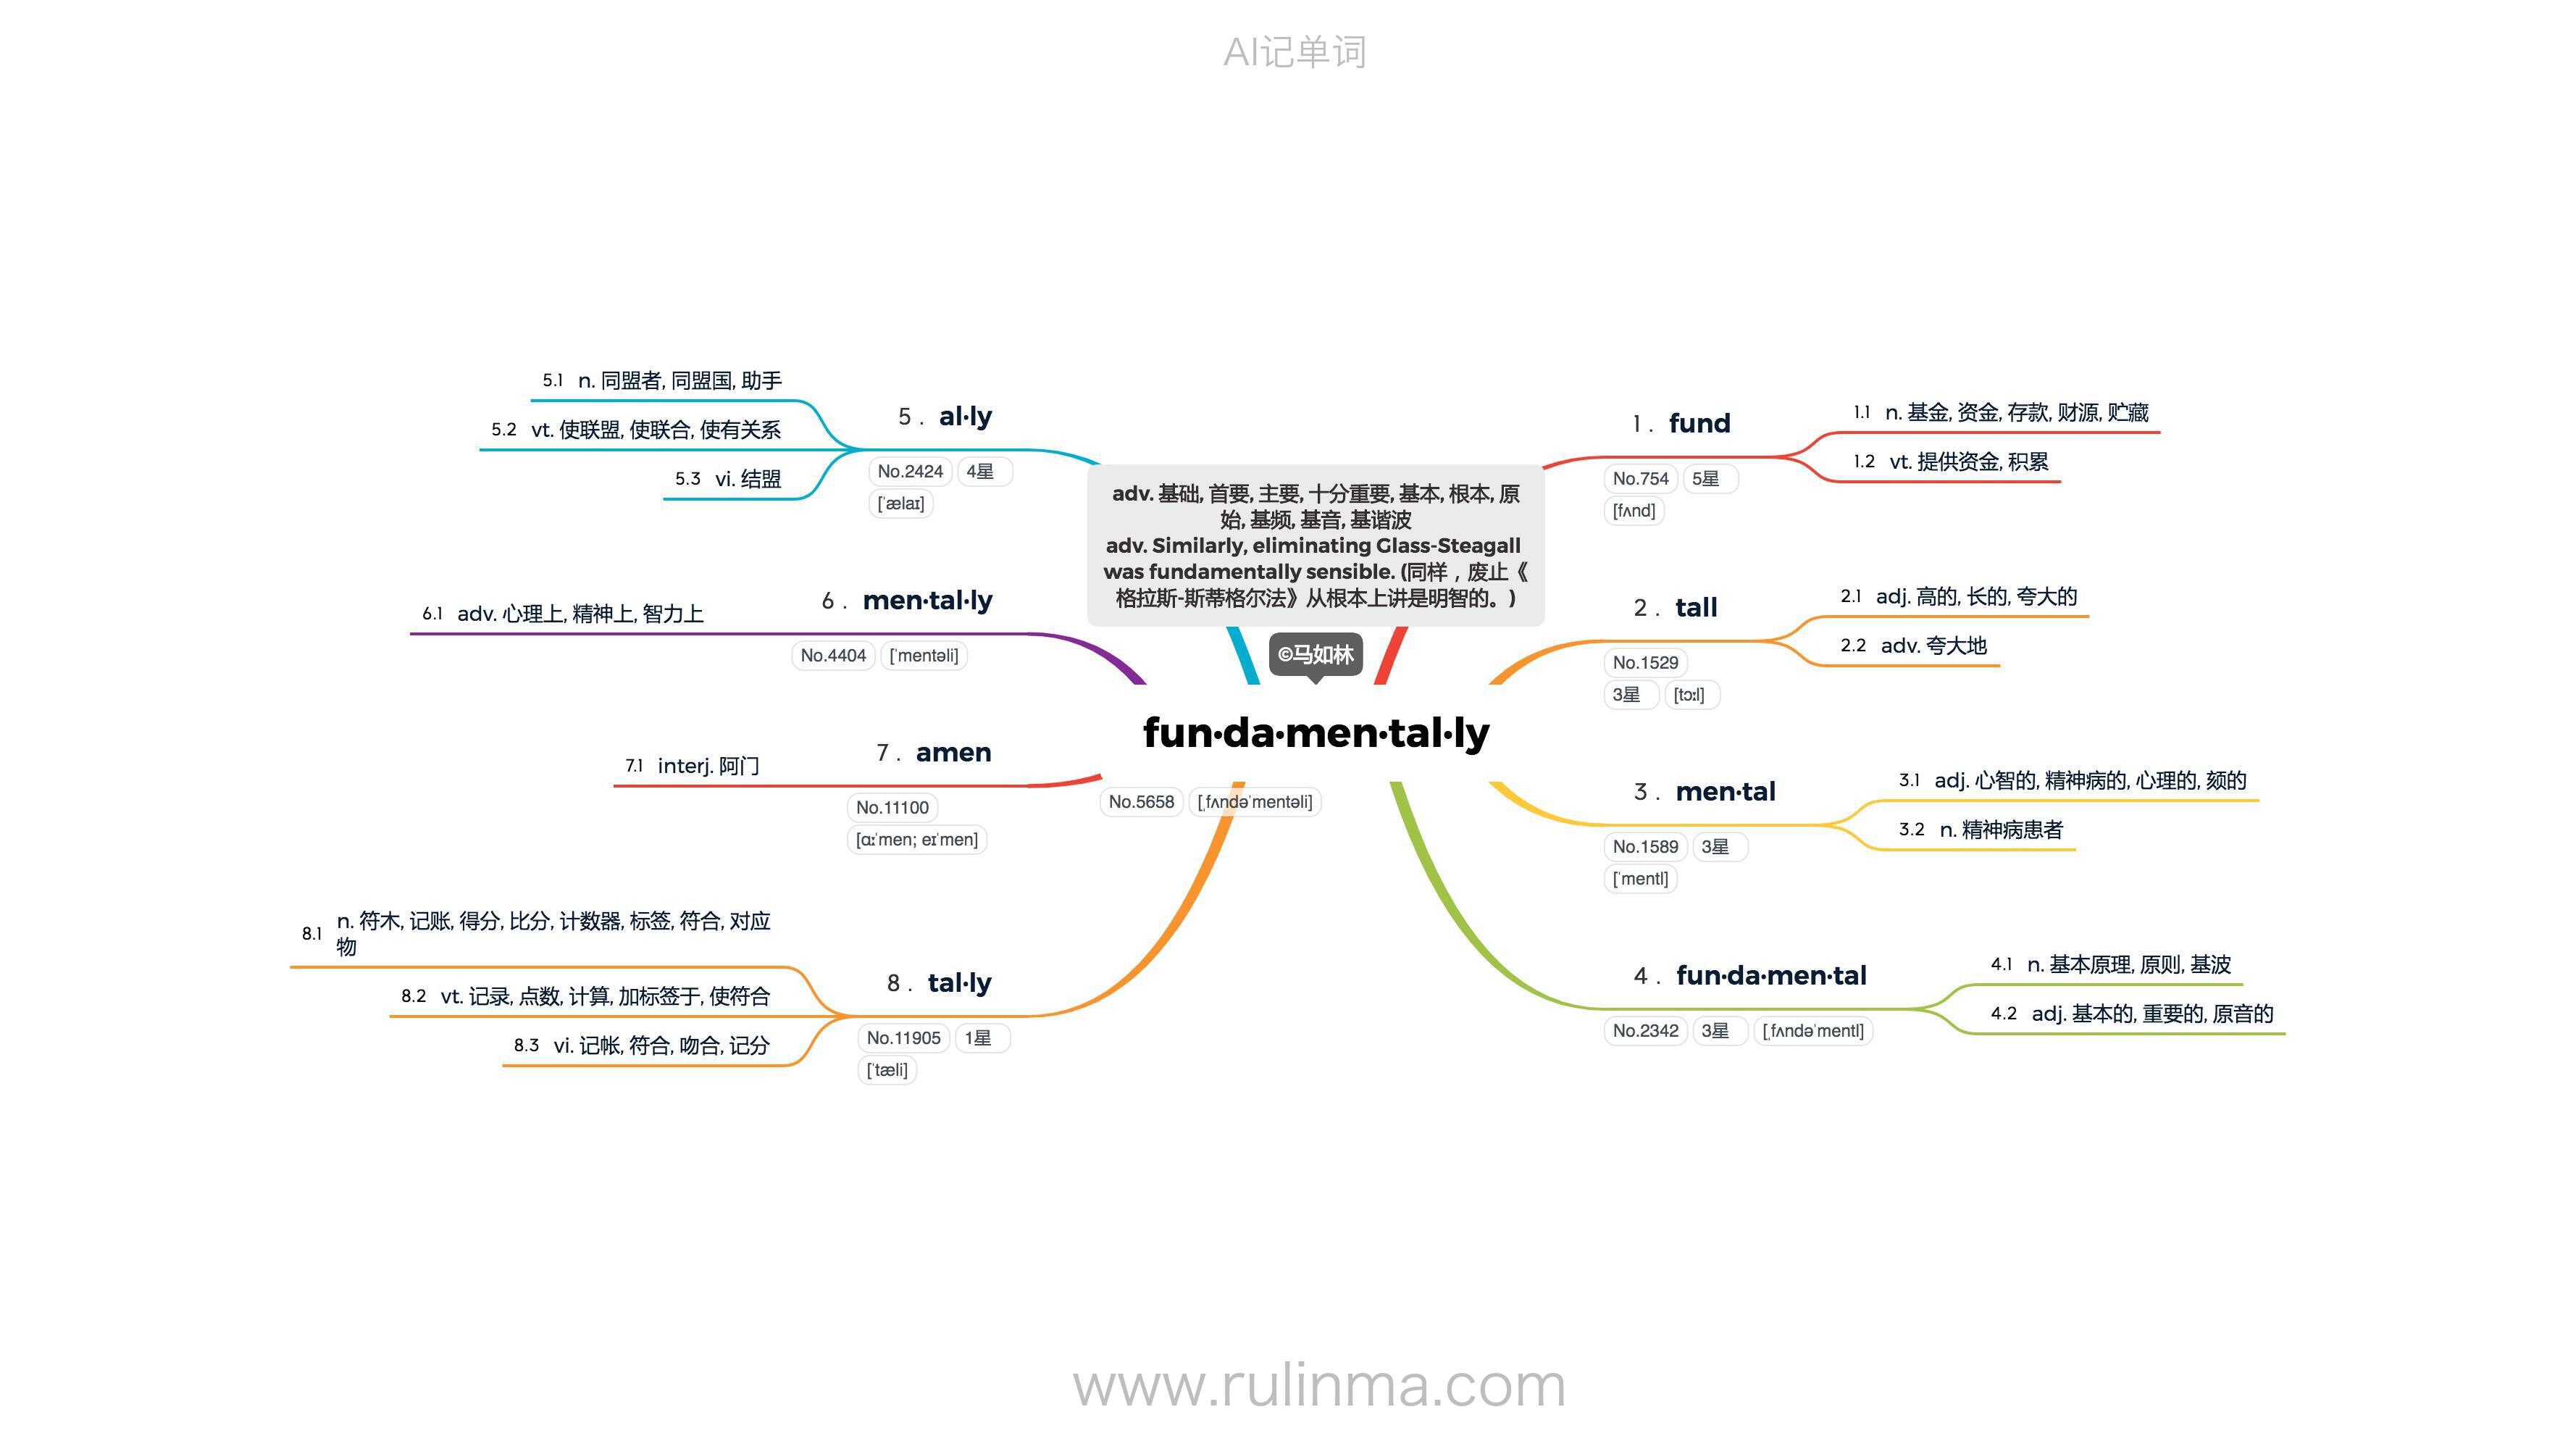 AI记单词
adv. 基础, 首要, 主要, 十分重要, 基本, 根本, 原
始, 基频, 基音, 基谐波
adv. Similarly, eliminating Glass-Steagall
was fundamentally sensible. (同样，废止《
格拉斯-斯蒂格尔法》从根本上讲是明智的。)
©马如林
fun·da·men·tal·ly
No.5658 [ˌfʌndəˈmentəli]
1 . fund
No.754 5星
[fʌnd]
1.1 n. 基金, 资金, 存款, 财源, 贮藏
1.2 vt. 提供资金, 积累
2 . tall
No.1529
3星 [tɔːl]
2.1 adj. 高的, 长的, 夸大的
2.2 adv. 夸大地
3 . men·tal
No.1589 3星
[ˈmentl]
3.1 adj. 心智的, 精神病的, 心理的, 颏的
3.2 n. 精神病患者
4 . fun·da·men·tal
No.2342 3星 [ˌfʌndəˈmentl]
4.1 n. 基本原理, 原则, 基波
4.2 adj. 基本的, 重要的, 原音的
5 . al·ly
No.2424 4星
[ˈælaɪ]
5.1 n. 同盟者, 同盟国, 助手
5.2 vt. 使联盟, 使联合, 使有关系
5.3 vi. 结盟
6 . men·tal·ly
No.4404 [ˈmentəli]
6.1 adv. 心理上, 精神上, 智力上
7 . amen
No.11100
[ɑːˈmen; eɪˈmen]
7.1 interj. 阿门
8 . tal·ly
No.11905 1星
[ˈtæli]
8.1 n. 符木, 记账, 得分, 比分, 计数器, 标签, 符合, 对应
物
8.2 vt. 记录, 点数, 计算, 加标签于, 使符合
8.3 vi. 记帐, 符合, 吻合, 记分
www.rulinma.com